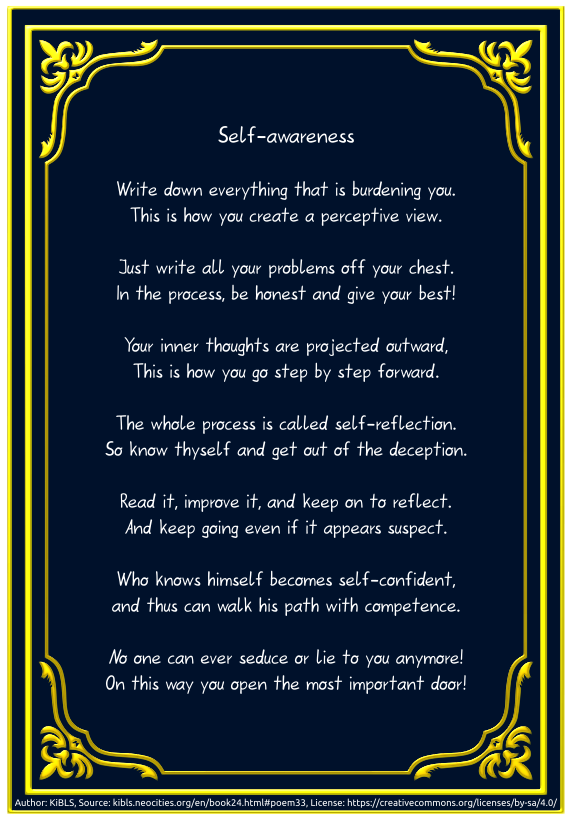 Self-awareness
Write down everything that is burdening you.
This is how you create a perceptive view.
Just write all your problems off your chest.
In the process, be honest and give your best!
Your inner thoughts are projected outward,
This is how you go step by step forward.
The whole process is called self-reflection.
So know thyself and get out of the deception.
Read it, improve it, and keep on to reflect.
And keep going even if it appears suspect.
Who knows himself becomes self-confident,
and thus can walk his path with competence.
No one can ever seduce or lie to you anymore!
On this way you open the most important door!
Author: KiBLS, Source: kibls.neocities.org/en/book24.html#poem33, License: https://creativecommons.org/licenses/by-sa/4.0/